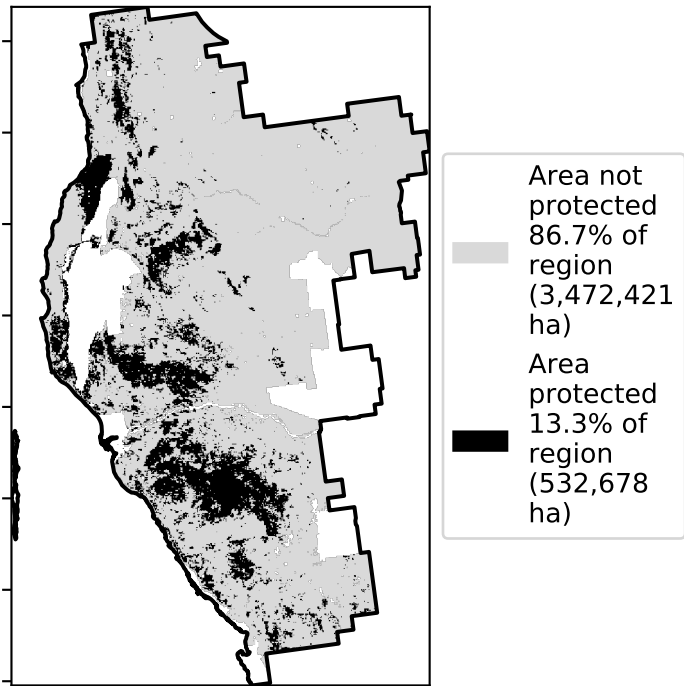 Area not
protected
86.7% of
region
(3,472,421
ha)
Area
protected
13.3% of
region
(532,678
ha)